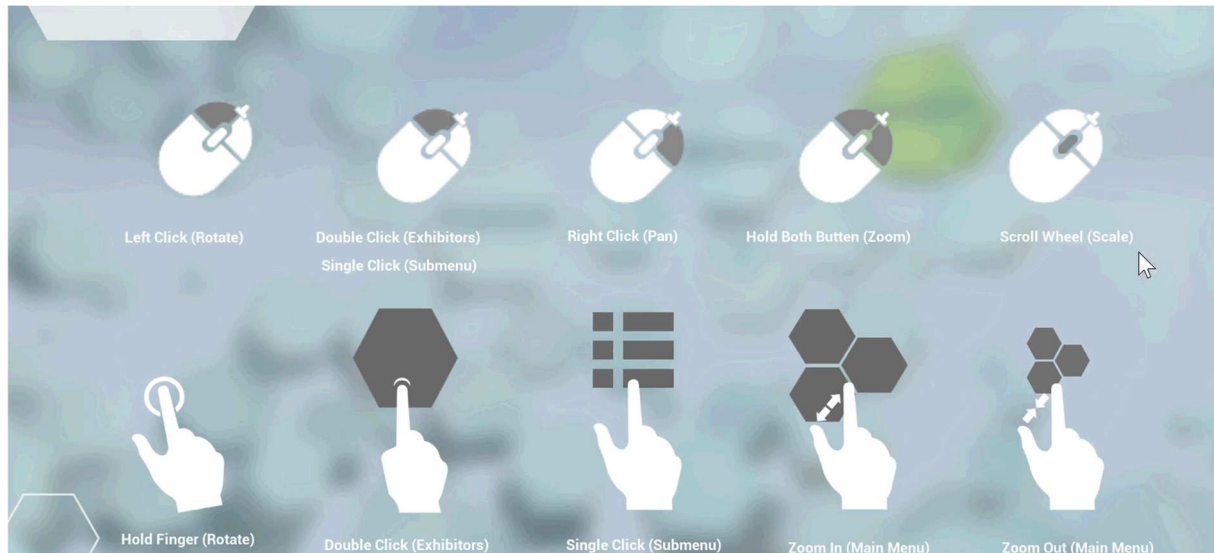 Left Click (Rotate)
Double Click (Exhibitors)
Single Click (Submenu)
Right Click (Pan)
Hold Both Butten (Zoom)
Scroll Wheel (Scale)
Hold Finger (Rotate)
Double Click (Exhibitors)
Single Click (Submenu)
Zoom In (Main Menu)
Zoom Out (Main Menu)